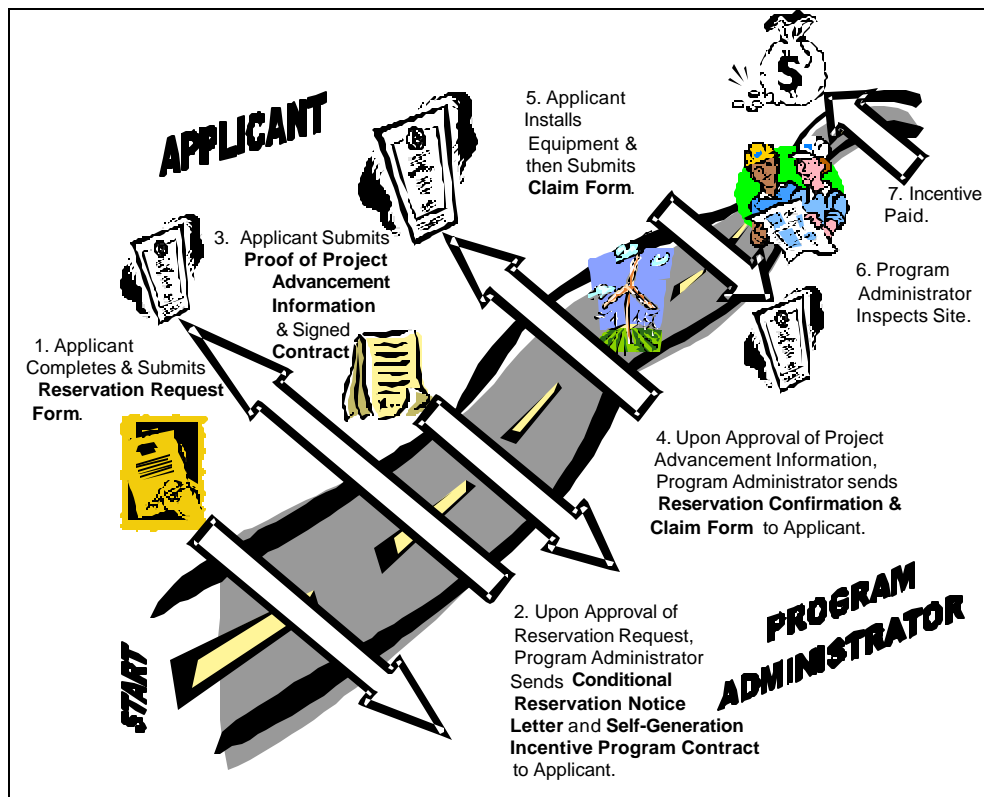 APPLICANT
1. Applicant
Completes & Submits
Reservation Request
Form.
START
2. Upon Approval of
Reservation Request,
Program Administrator
Sends Conditional
Reservation Notice
Letter and Self-Generation
Incentive Program Contract
to Applicant.
3. Applicant Submits
Proof of Project
Advancement
Information
& Signed
Contract
4. Upon Approval of Project
Advancement Information,
Program Administrator sends
Reservation Confirmation &
Claim Form to Applicant.
5. Applicant
Installs
Equipment &
then Submits
Claim Form.
6. Program
Administrator
Inspects Site.
7. Incentive
Paid.
$
PROGRAM
ADMINISTRATOR